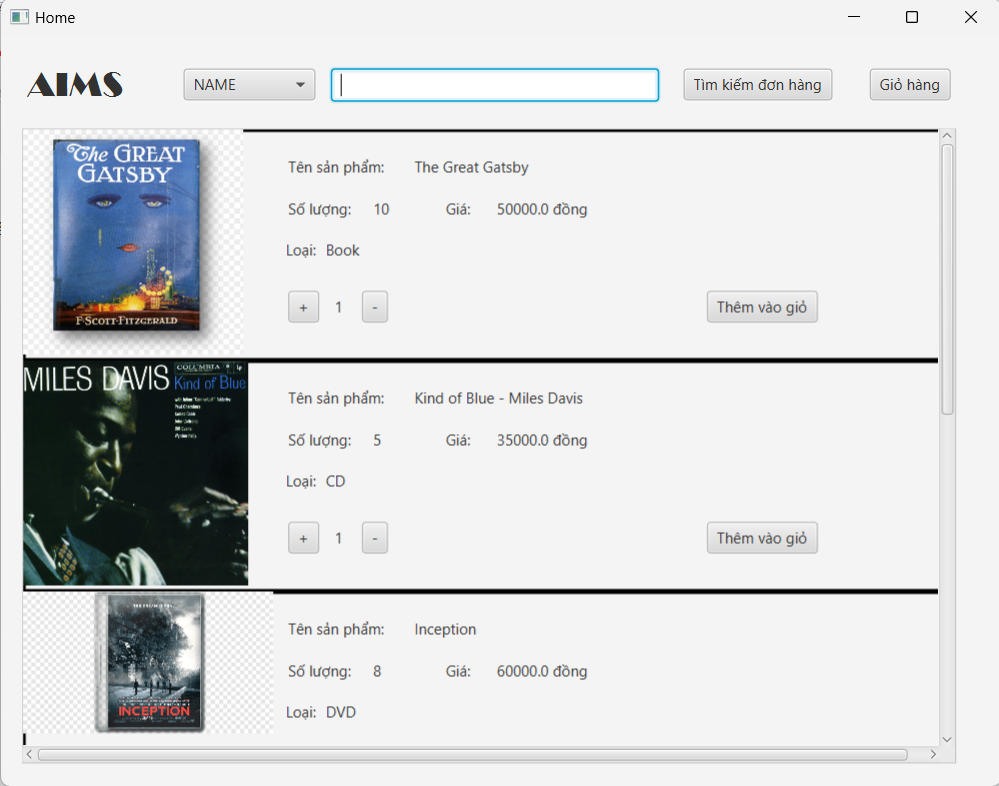 Home
AIMS NAME Tìm kiếm đơn hàng Giỏ hàng
The GREAT
GATSBY
F·SCOTT·FITZGERALD
Tên sản phẩm: The Great Gatsby
Số lượng: 10 Giá: 50000.0 đồng
Loại: Book
+ 1 - Thêm vào giỏ
COLUMBIA
MILES DAVIS Kind of Blue
Tên sản phẩm: Kind of Blue - Miles Davis
Số lượng: 5 Giá: 35000.0 đồng
Loại: CD
+ 1 - Thêm vào giỏ
INCEPTION
Tên sản phẩm: Inception
Số lượng: 8 Giá: 60000.0 đồng
Loại: DVD